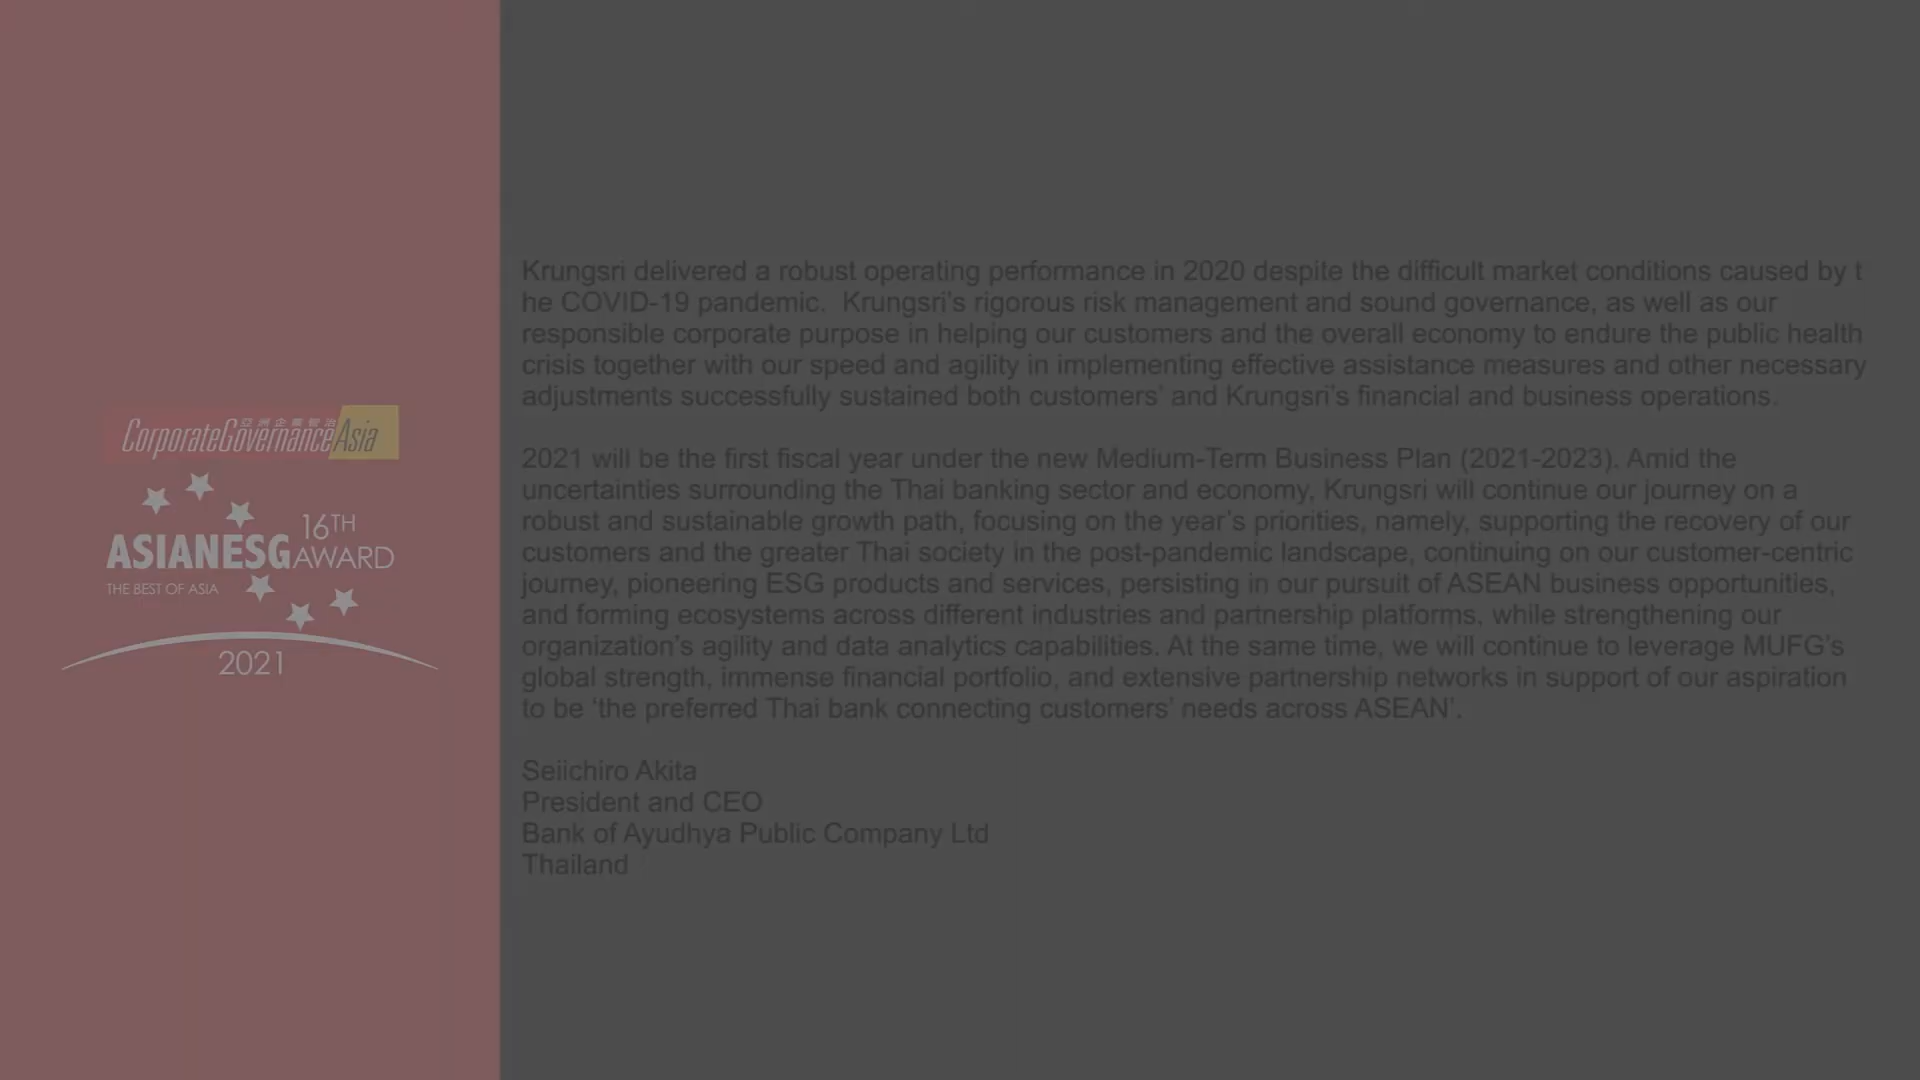 CorporateGovernanceAsia
亞洲企業管治
16TH
ASIANESG AWARD
THE BEST OF ASIA
2021
Krungsri delivered a robust operating performance in 2020 despite the difficult market conditions caused by t
he COVID-19 pandemic.  Krungsri's rigorous risk management and sound governance, as well as our
responsible corporate purpose in helping our customers and the overall economy to endure the public health
crisis together with our speed and agility in implementing effective assistance measures and other necessary
adjustments successfully sustained both customers' and Krungsri's financial and business operations.
2021 will be the first fiscal year under the new Medium-Term Business Plan (2021-2023). Amid the
uncertainties surrounding the Thai banking sector and economy, Krungsri will continue our journey on a
robust and sustainable growth path, focusing on the year's priorities, namely, supporting the recovery of our
customers and the greater Thai society in the post-pandemic landscape, continuing on our customer-centric
journey, pioneering ESG products and services, persisting in our pursuit of ASEAN business opportunities,
and forming ecosystems across different industries and partnership platforms, while strengthening our
organization's agility and data analytics capabilities. At the same time, we will continue to leverage MUFG's
global strength, immense financial portfolio, and extensive partnership networks in support of our aspiration
to be ‘the preferred Thai bank connecting customers’ needs across ASEAN’.
Seiichiro Akita
President and CEO
Bank of Ayudhya Public Company Ltd
Thailand